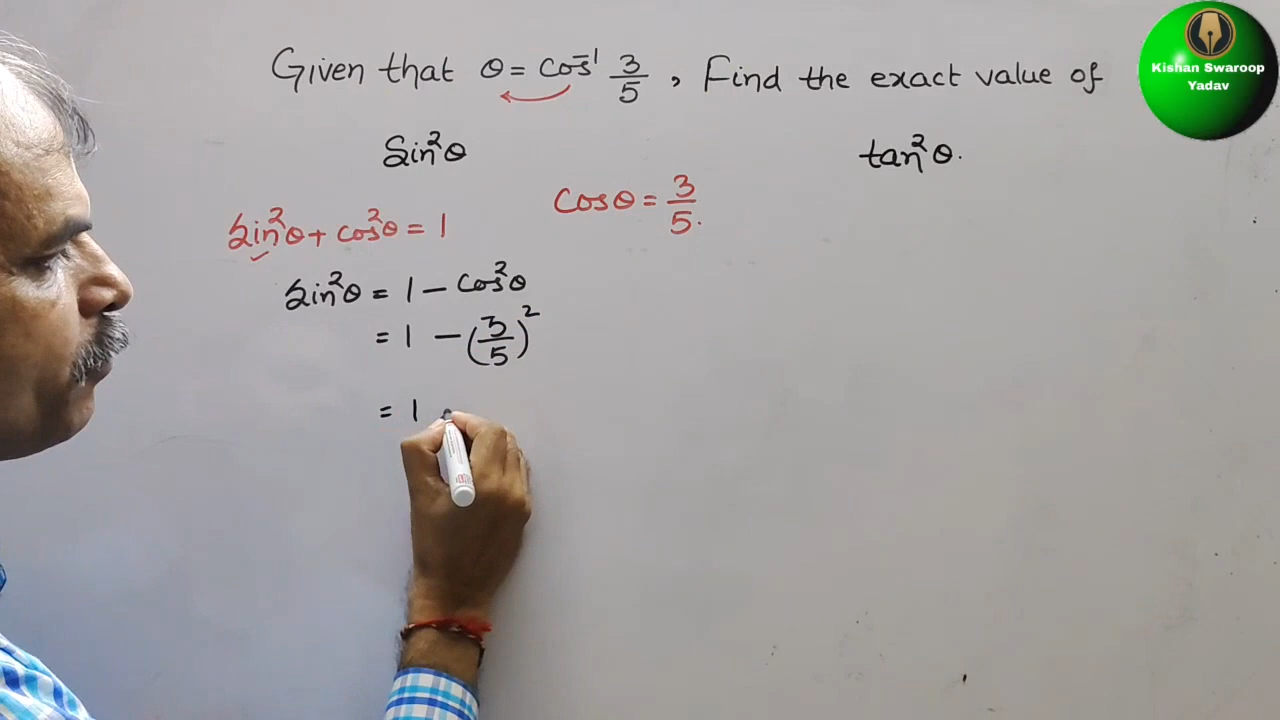 Given that θ = cos⁻¹ 3/5 , Find the exact value of
Sin²θ
tan²θ.
Cosθ = 3/5.
Sin²θ + cos²θ = 1
Sin²θ = 1 − cos²θ
= 1 − (3/5)²
= 1
Kishan Swaroop
Yadav